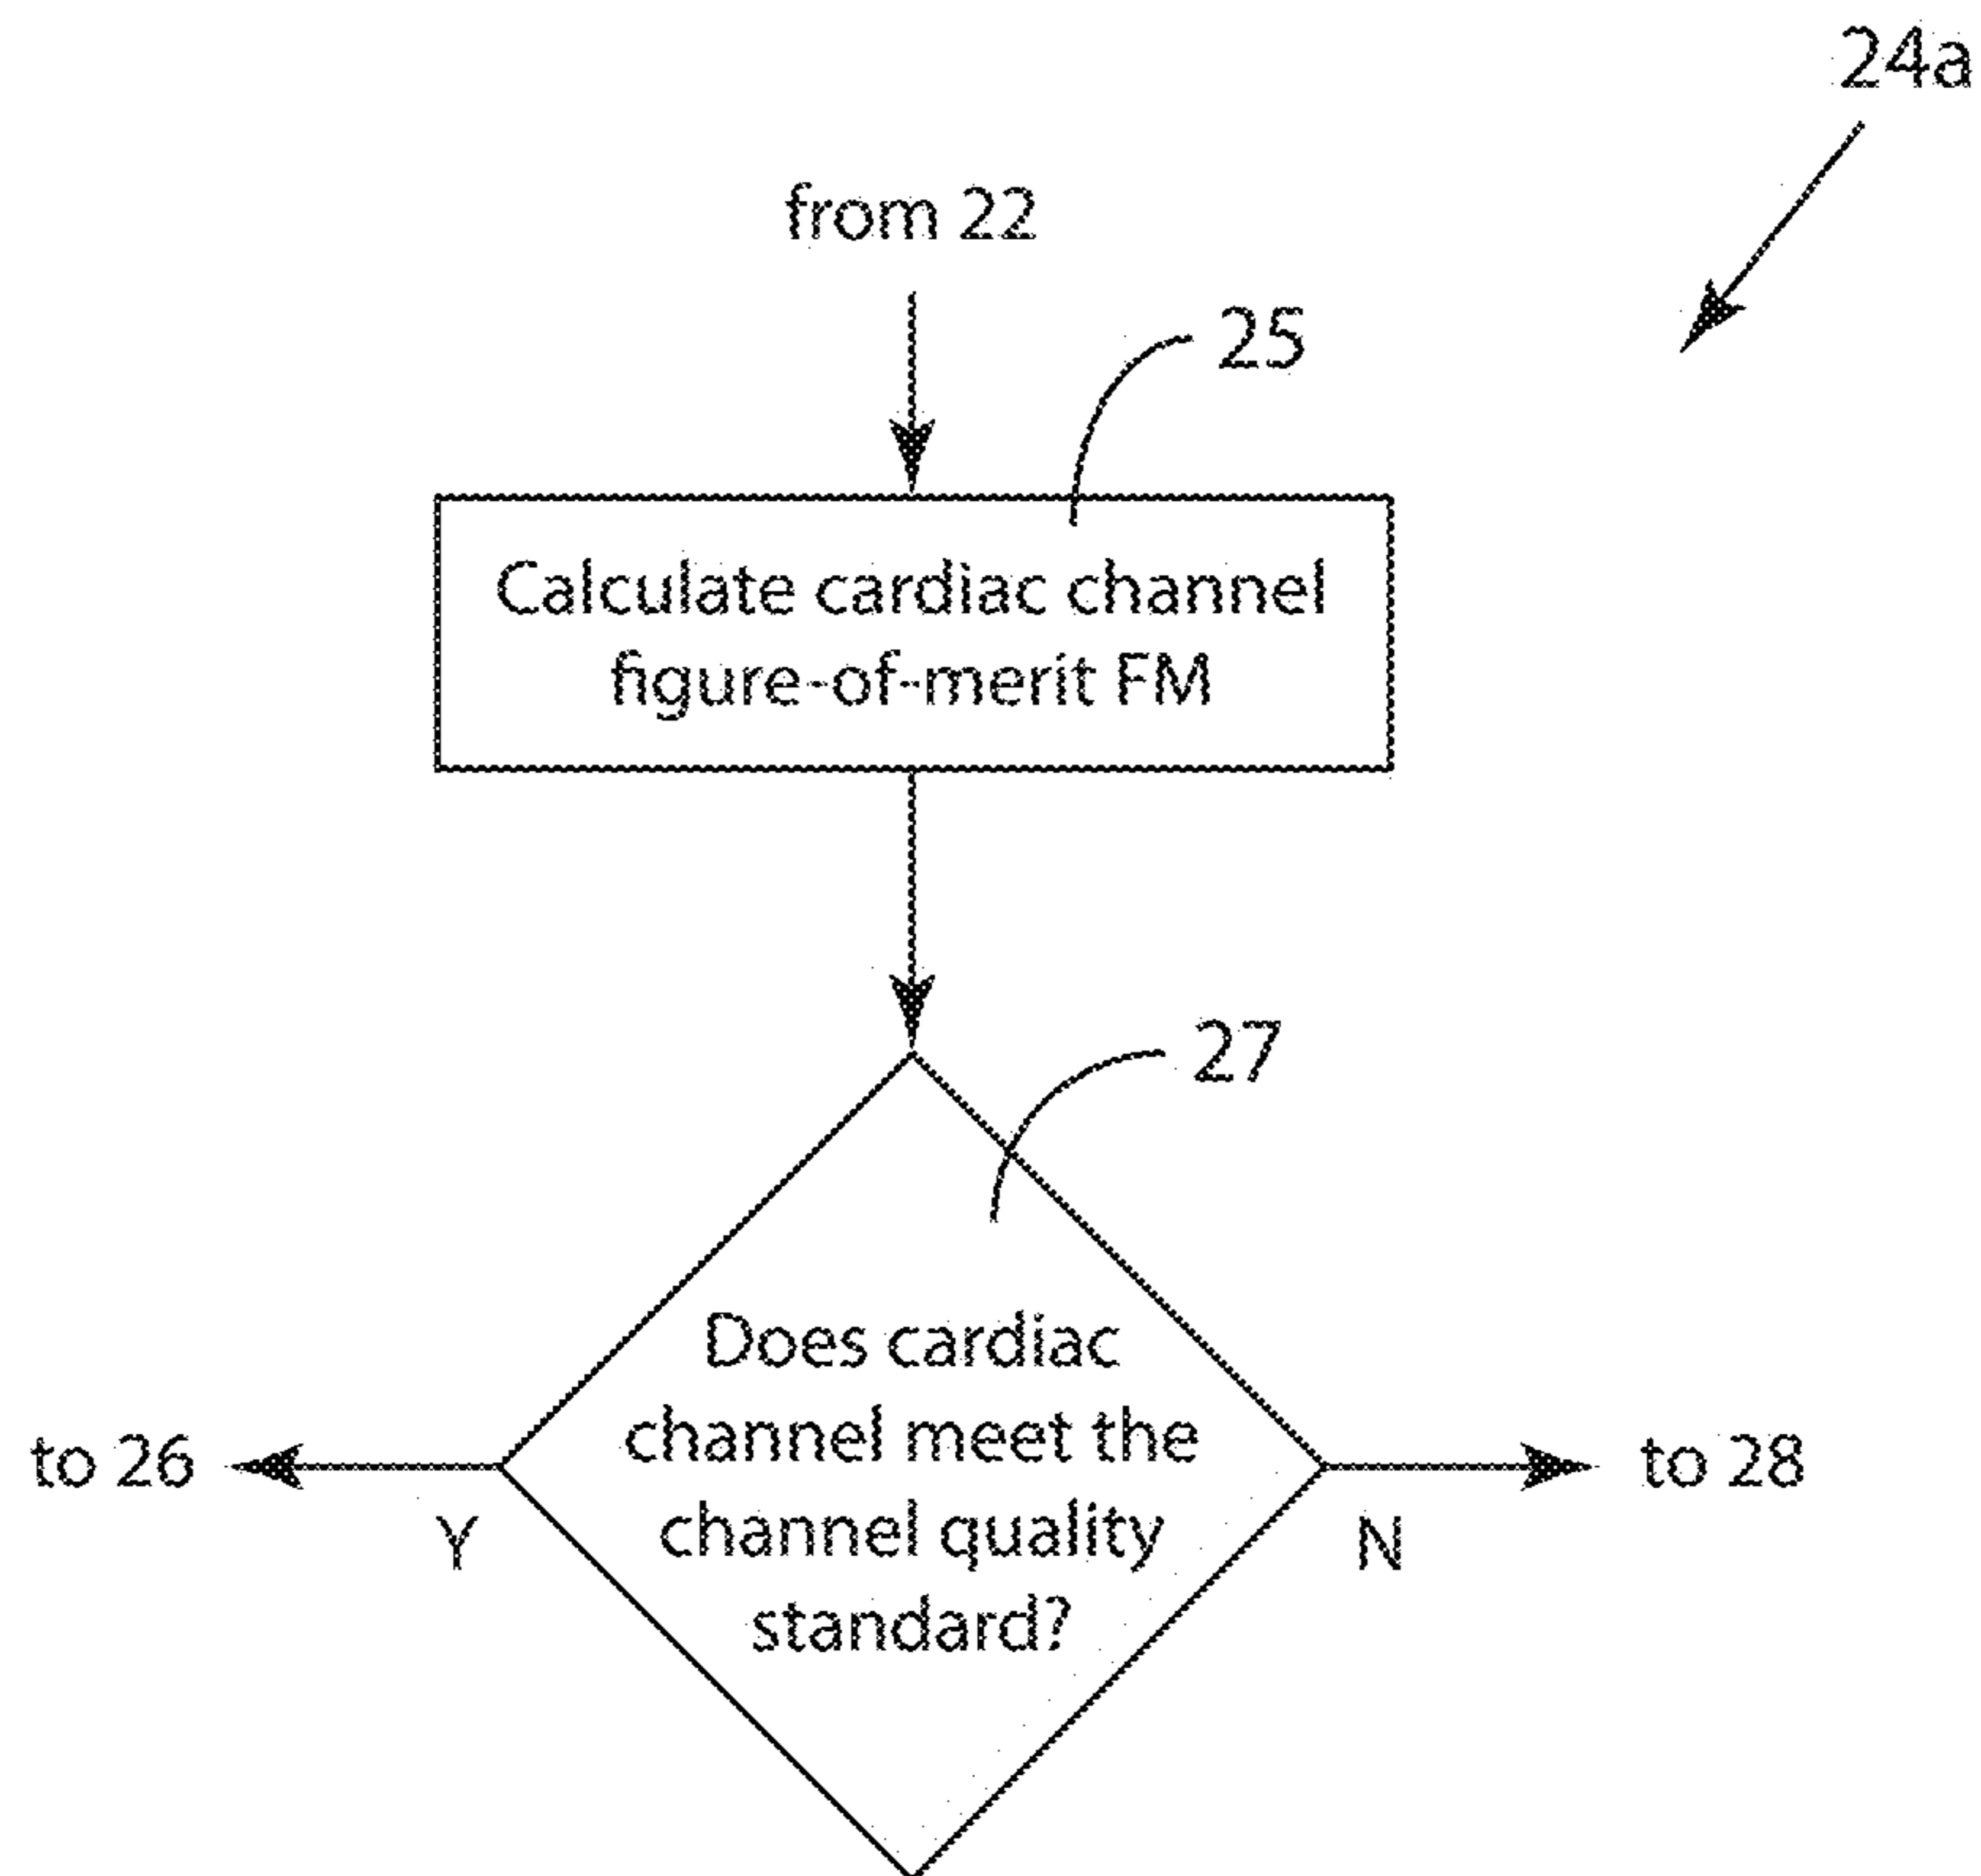 24a
from 22
25
Calculate cardiac channel
figure-of-merit FM
27
Does cardiac
channel meet the
channel quality
standard?
to 26
Y
to 28
N